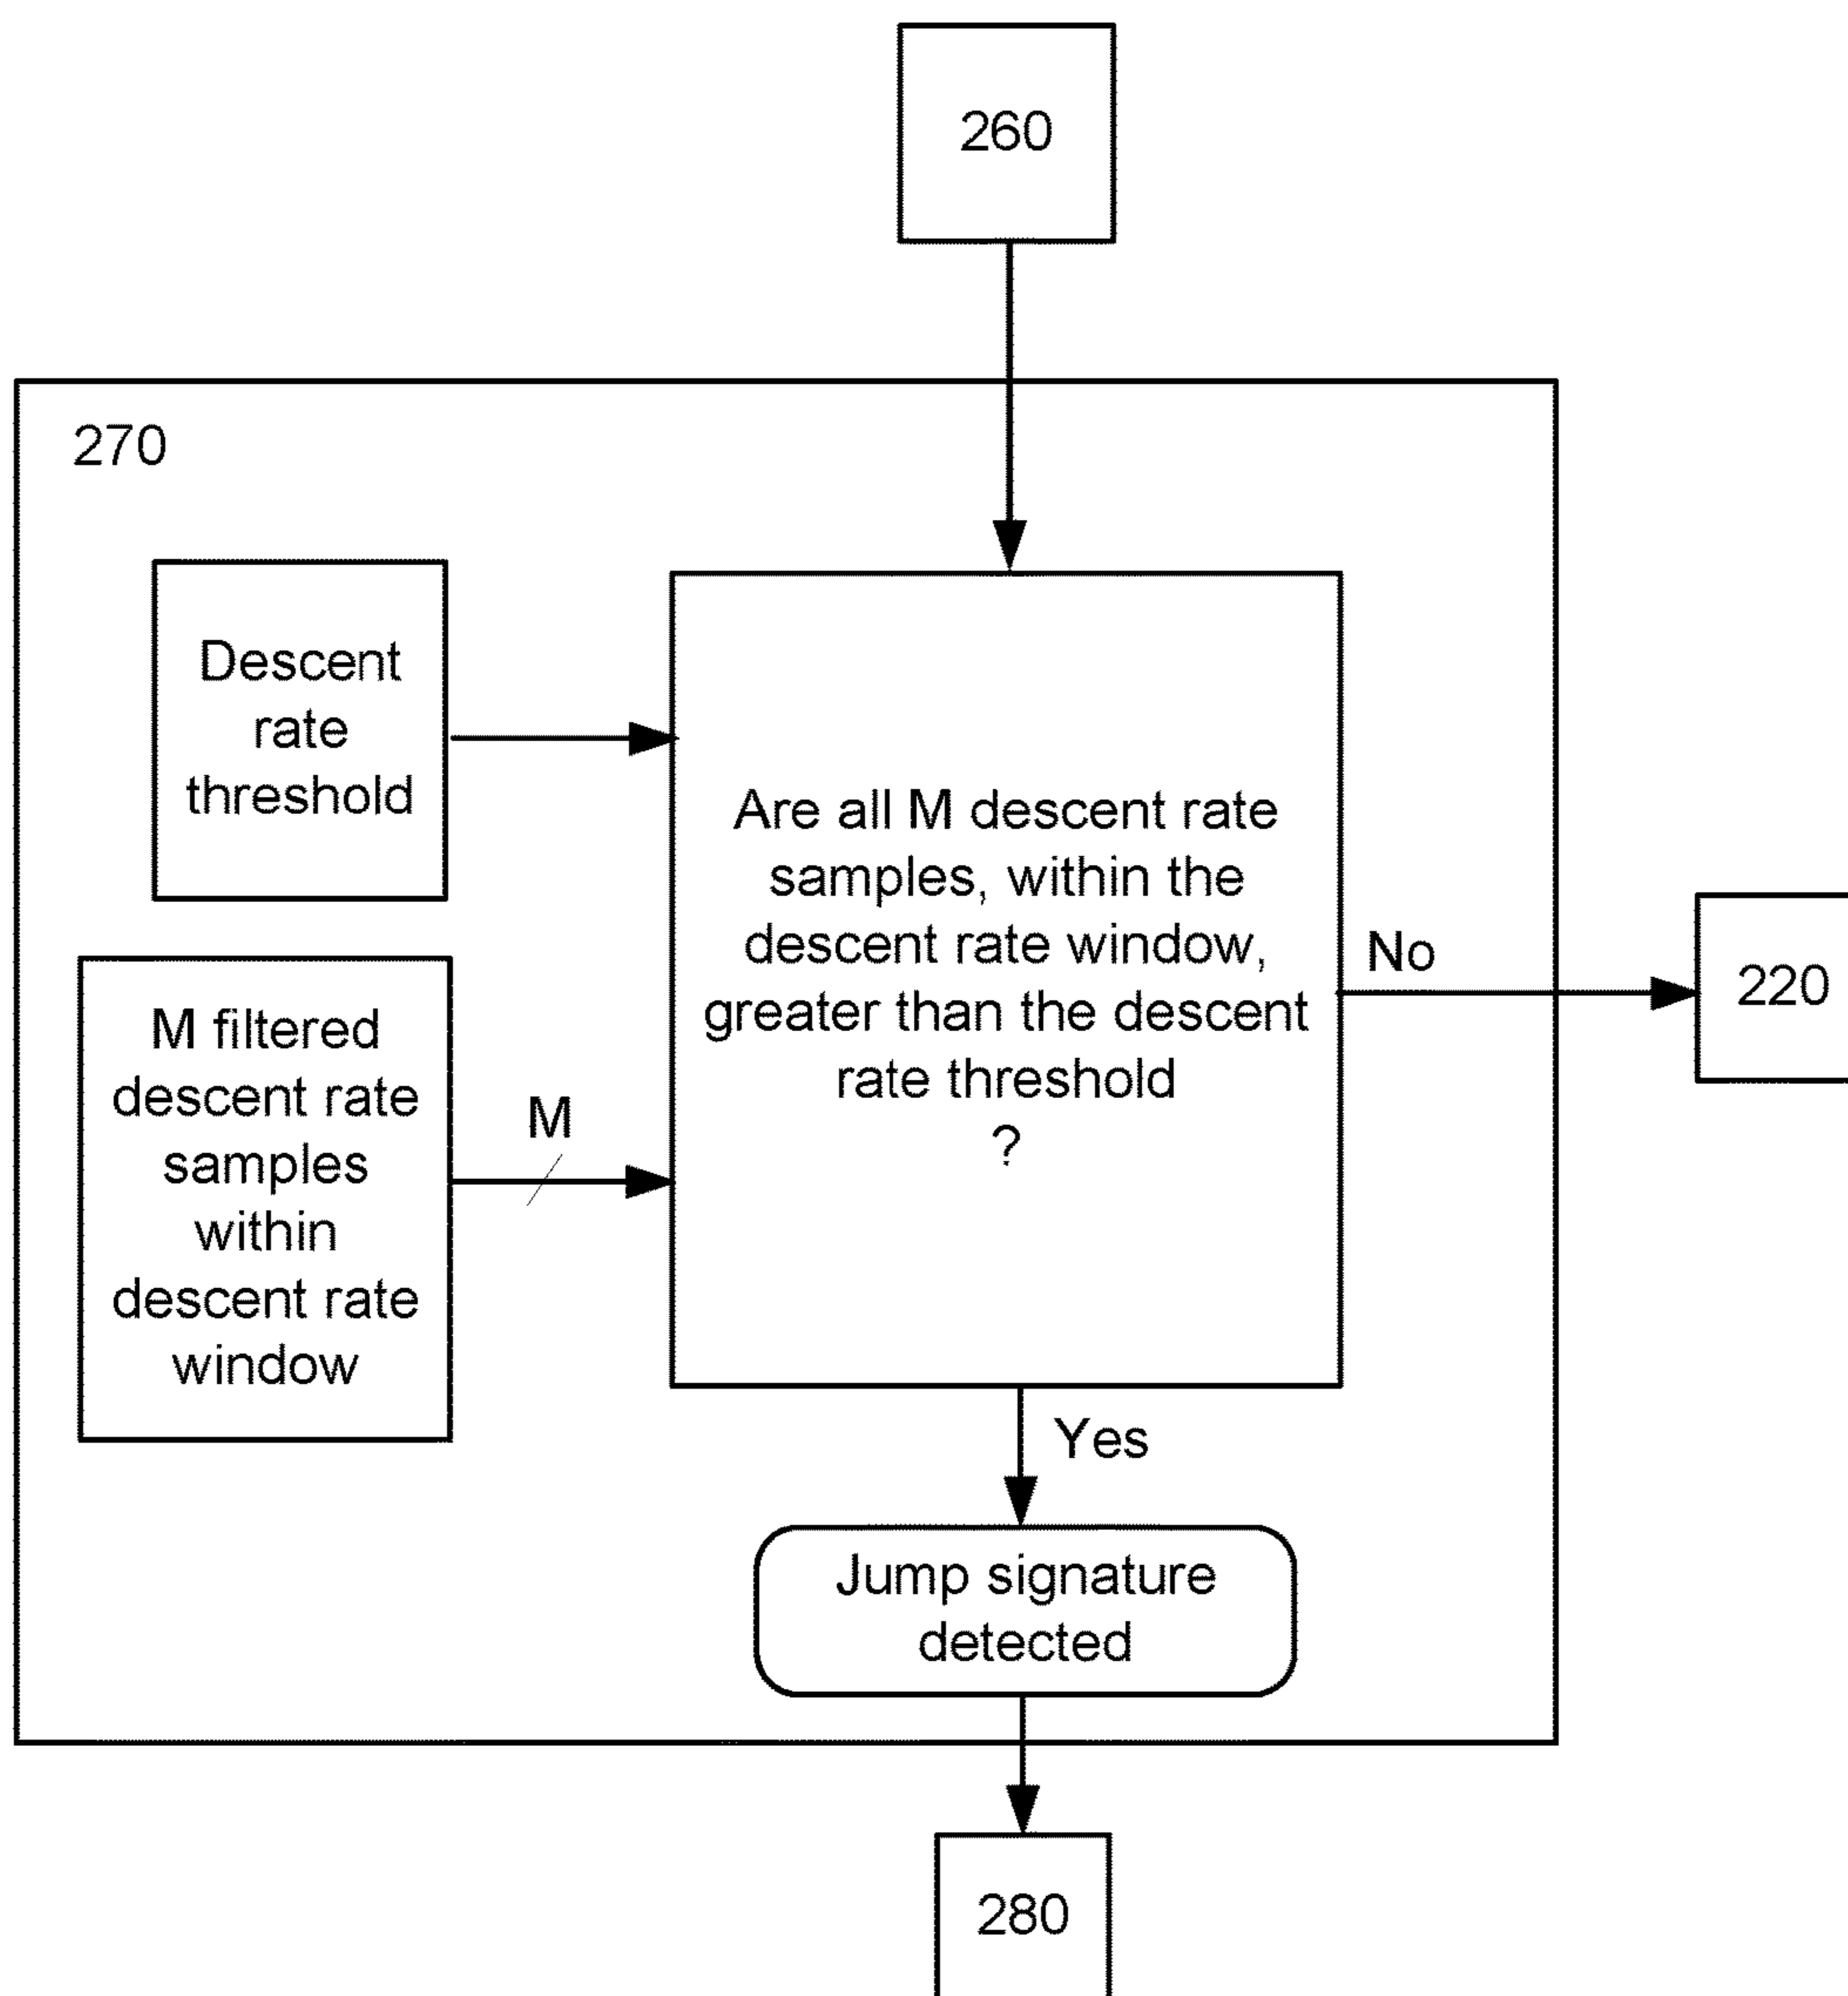 260
270
Descent
rate
threshold
Are all M descent rate
samples, within the
descent rate window,
greater than the descent
rate threshold
?
No
220
M filtered
descent rate
samples
within
descent rate
window
M
Yes
Jump signature
detected
280